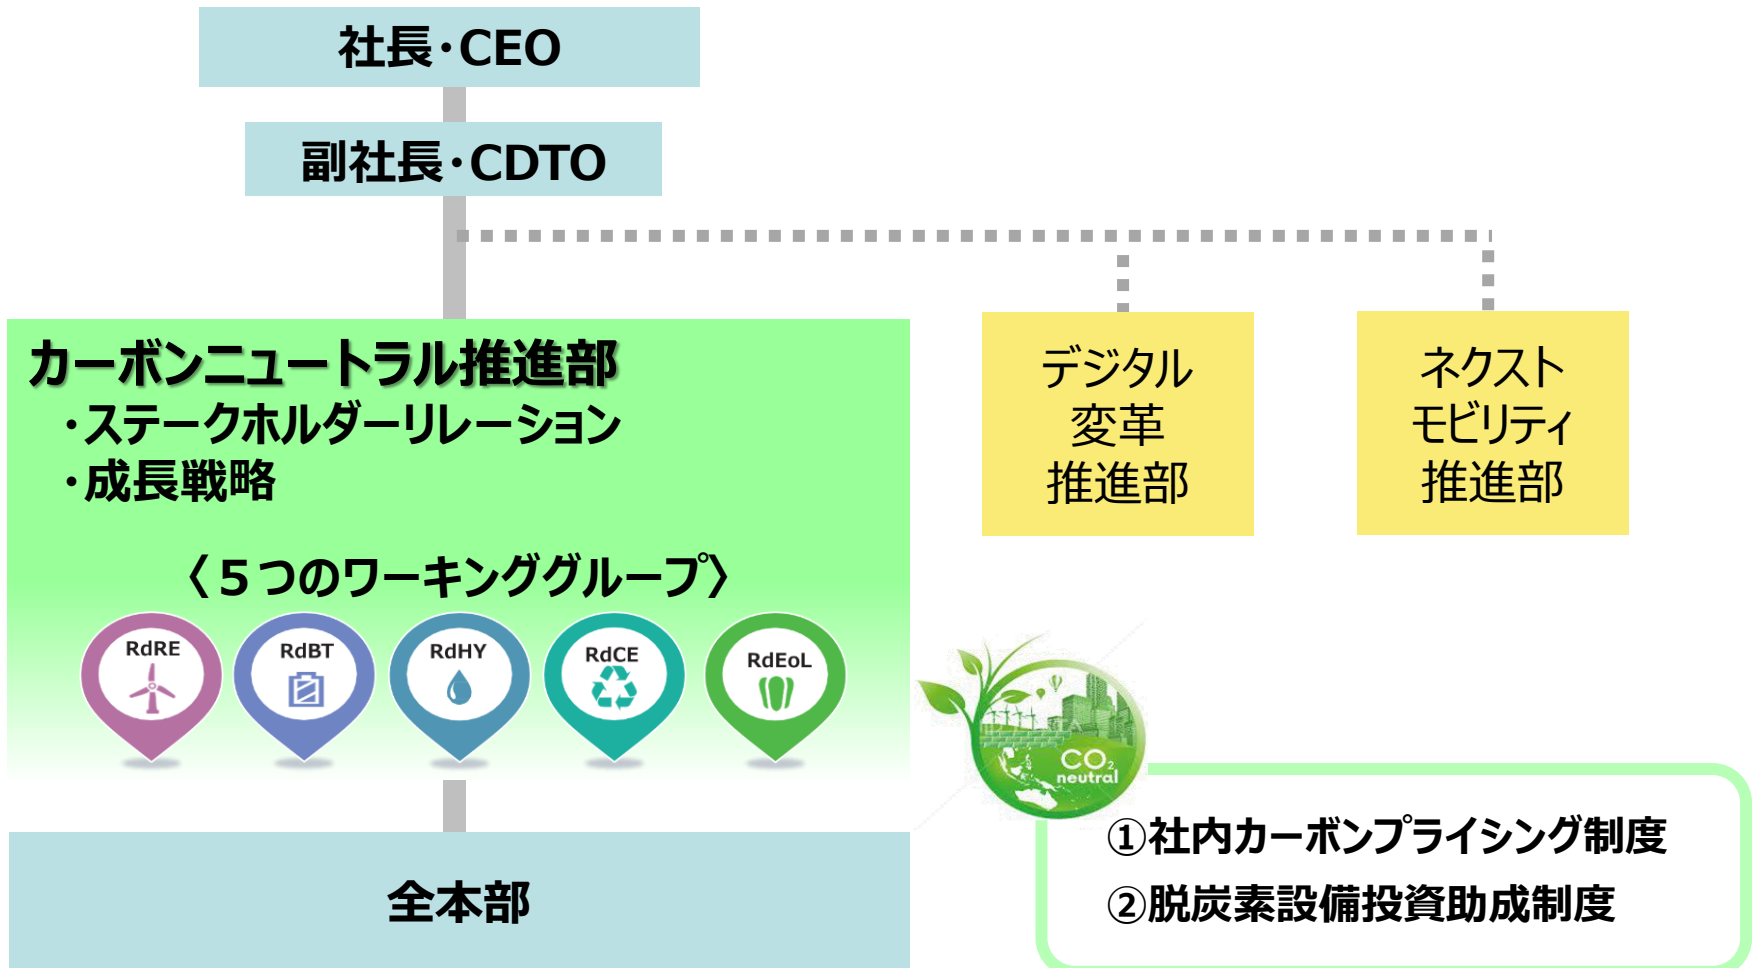 社長・CEO
副社長・CDTO
カーボンニュートラル推進部
・ステークホルダーリレーション
・成長戦略
〈５つのワーキンググループ〉
RdRE
RdBT
RdHY
RdCE
RdEoL
全本部
デジタル
変革
推進部
ネクスト
モビリティ
推進部
CO₂
neutral
①社内カーボンプライシング制度
②脱炭素設備投資助成制度